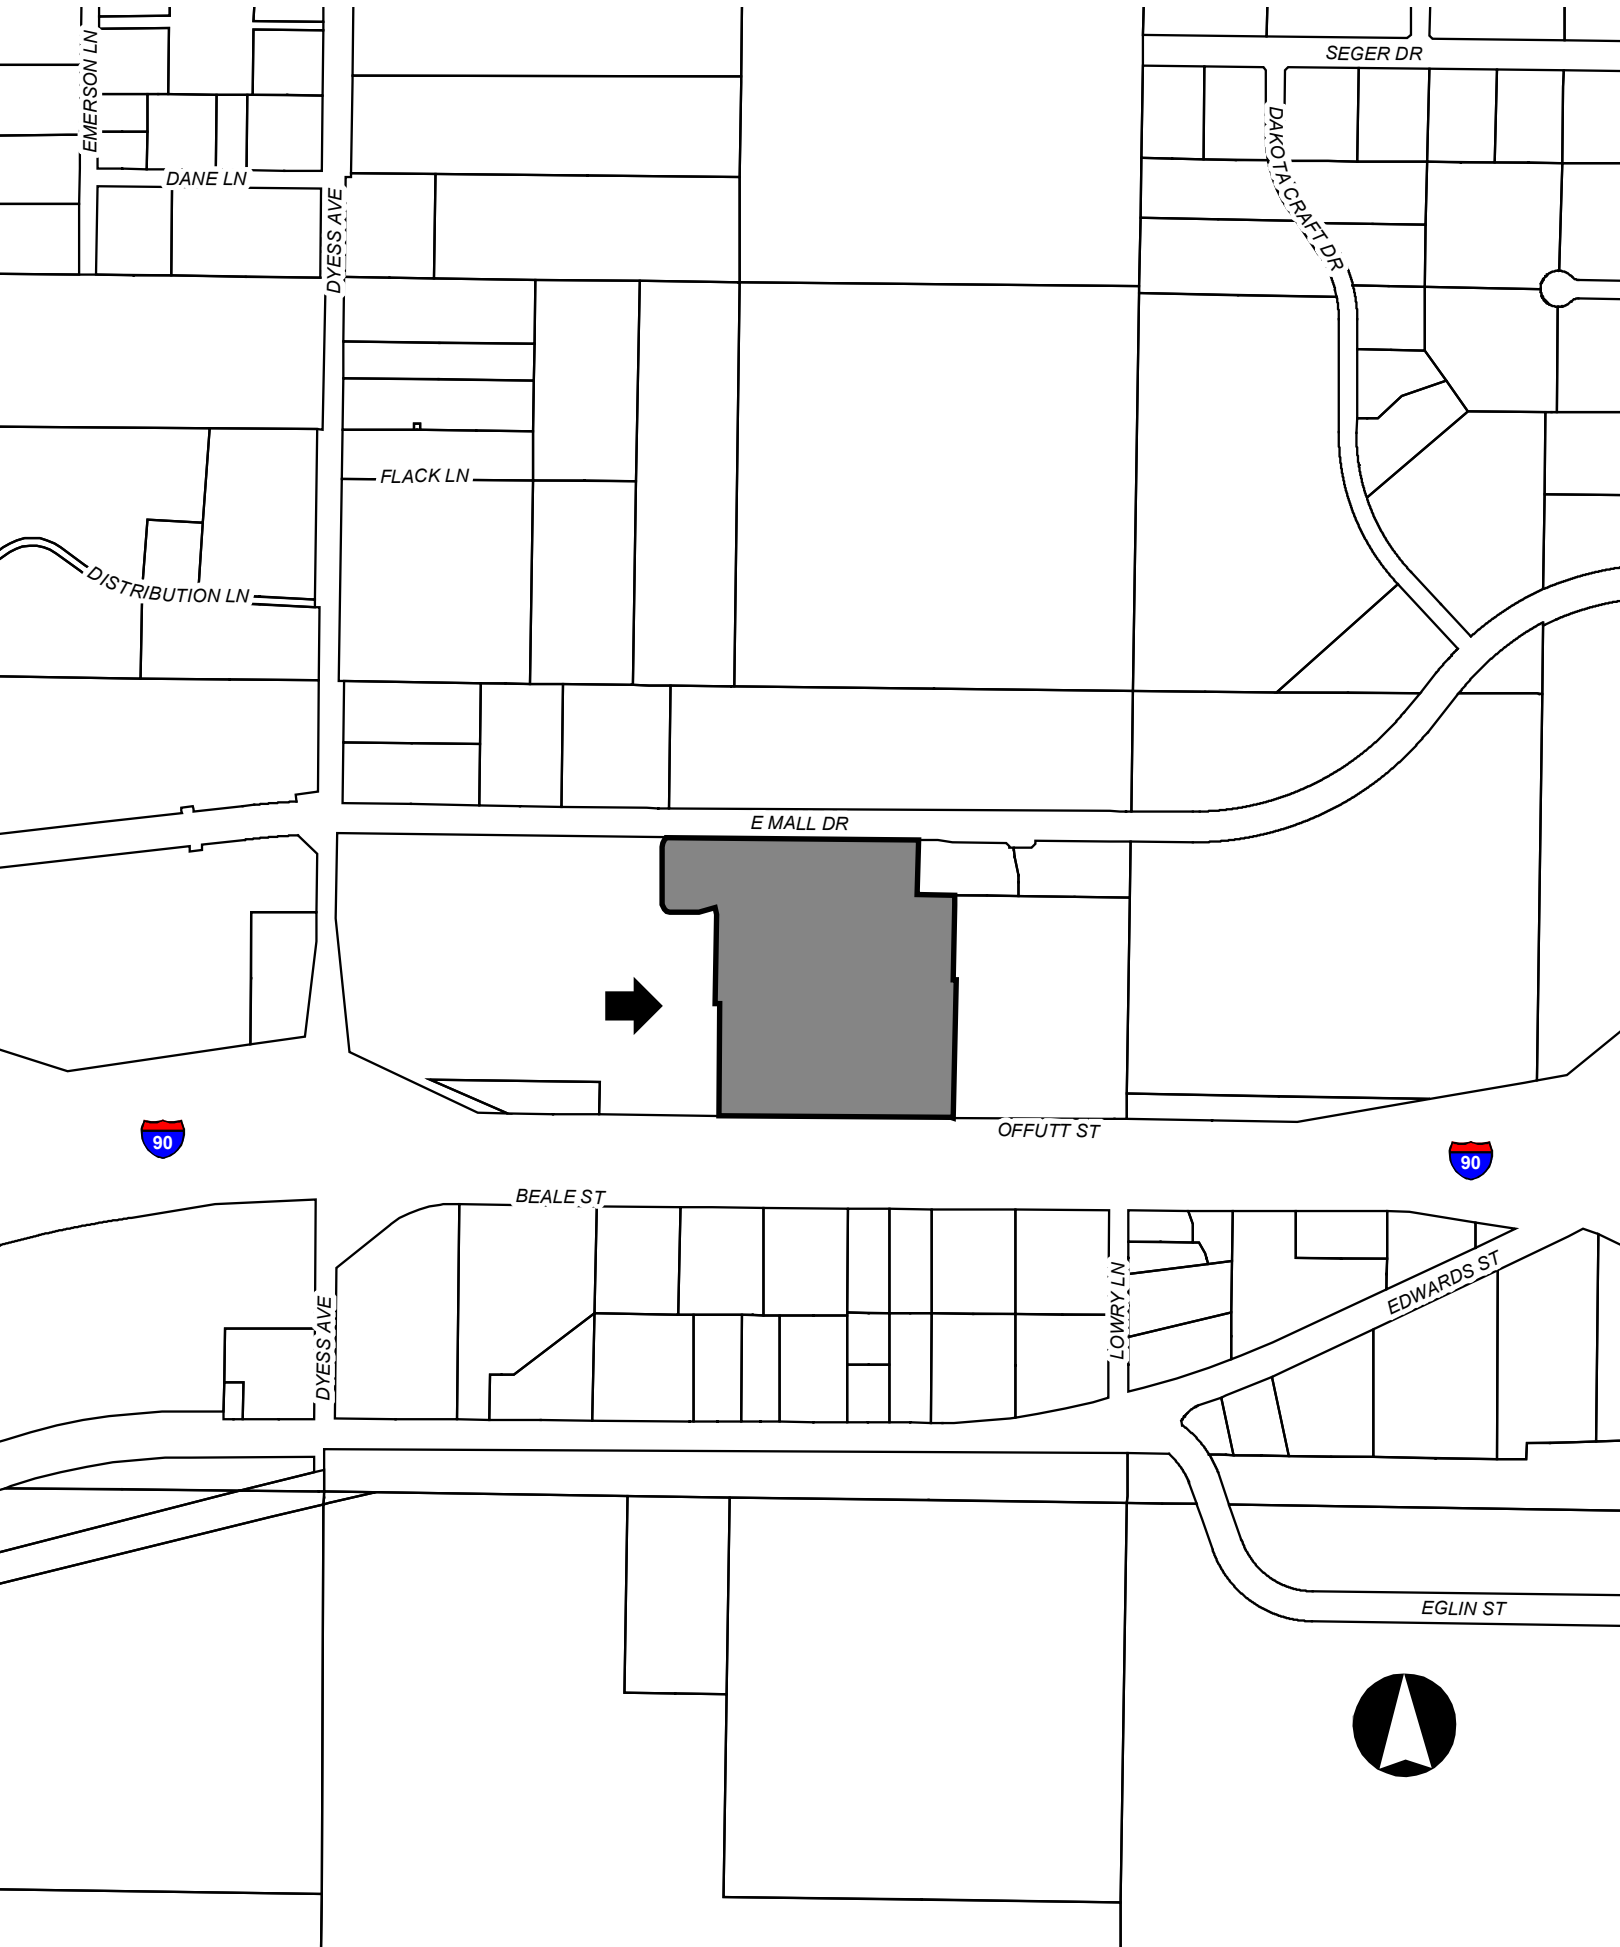 SEGER DR
EMERSON LN
DAKOTA CRAFT DR
DANE LN
DYESS AVE
FLACK LN
DISTRIBUTION LN
E MALL DR
OFFUTT ST
90
90
BEALE ST
LOWRY LN
EDWARDS ST
DYESS AVE
EGLIN ST